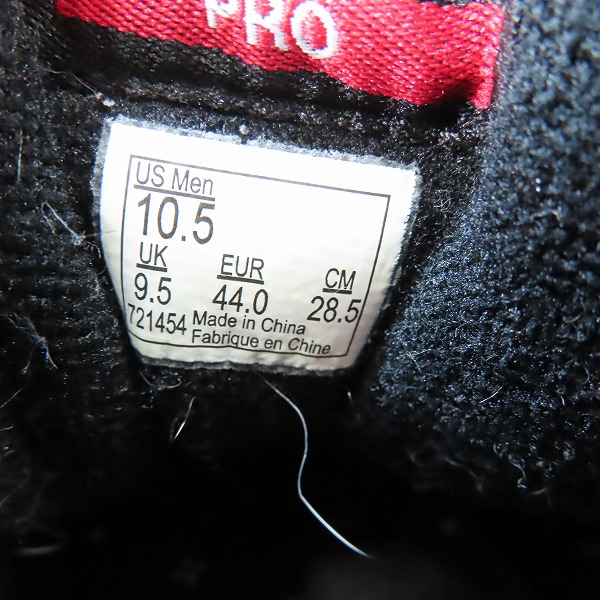 PRO
US Men
10.5
UK EUR CM
9.5 44.0 28.5
721454 Made in China
Fabrique en Chine